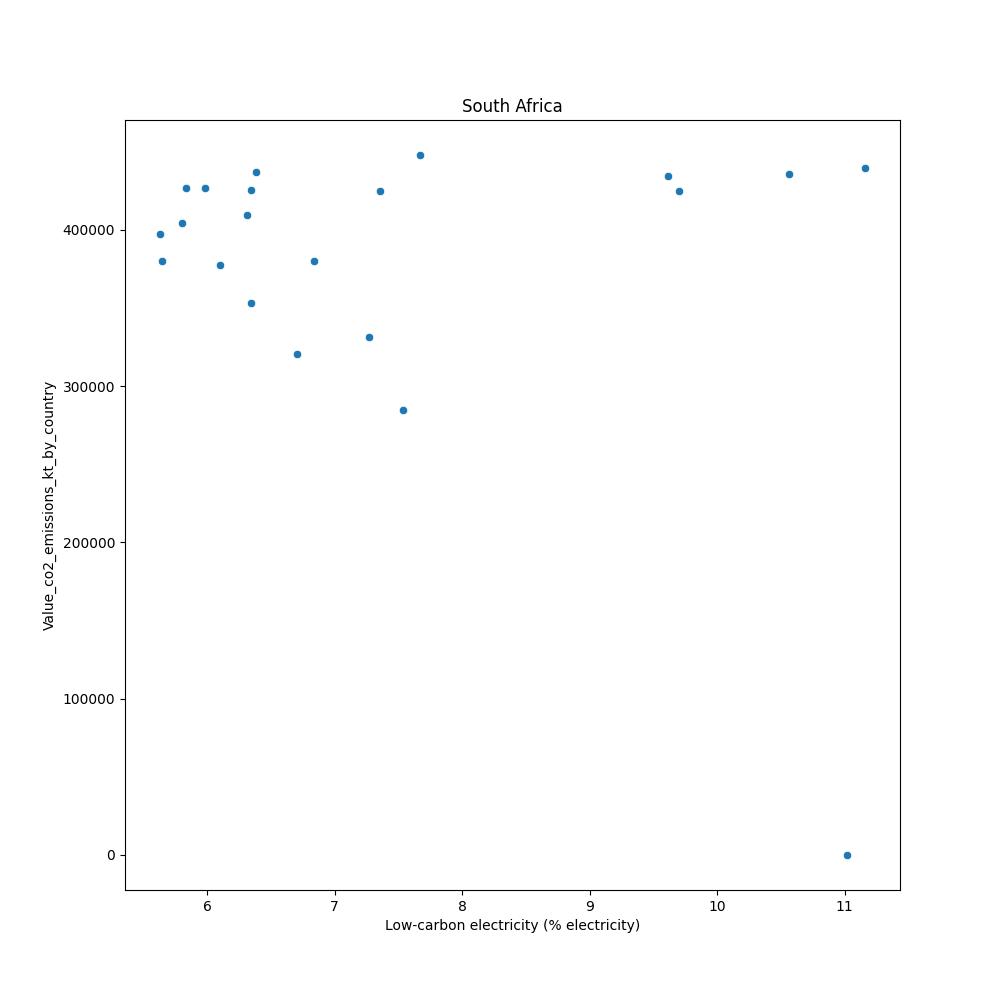 South Africa
Value_co2_emissions_kt_by_country
400000
300000
200000
100000
0
6 7 8 9 10 11
Low-carbon electricity (% electricity)